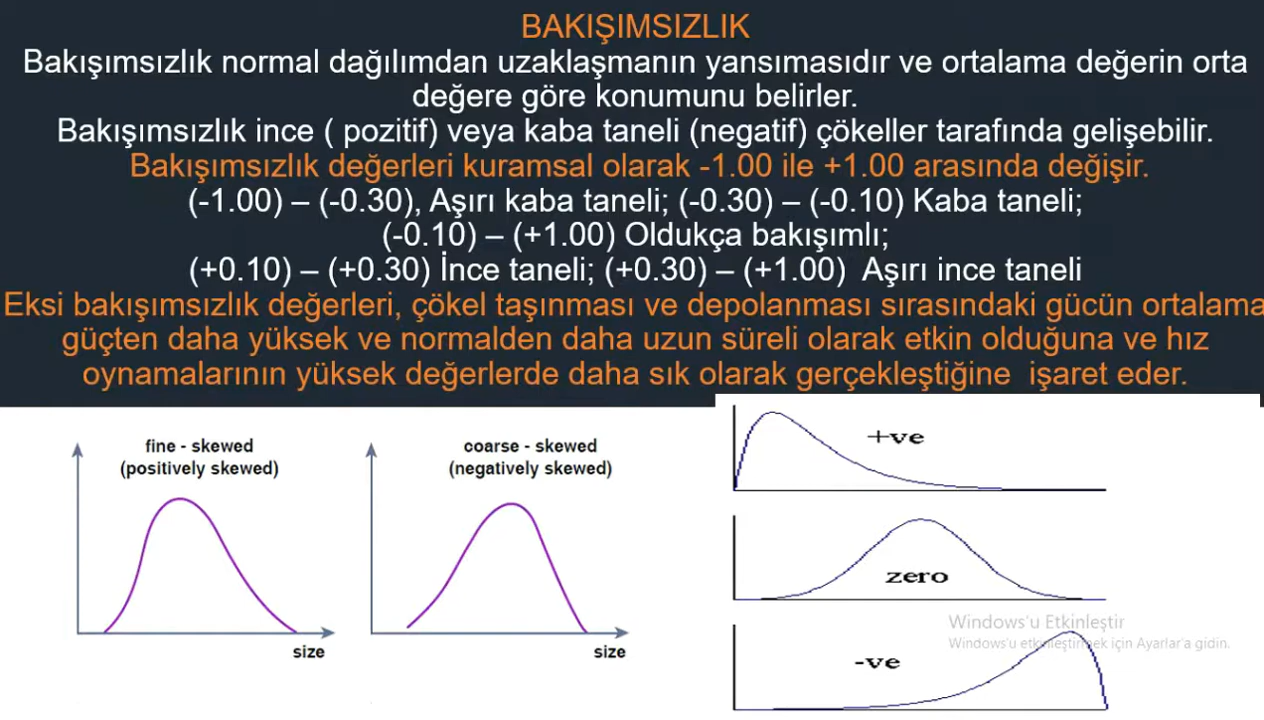 BAKIŞIMSIZLIK
Bakışımsızlık normal dağılımdan uzaklaşmanın yansımasıdır ve ortalama değerin orta
değere göre konumunu belirler.
Bakışımsızlık ince ( pozitif) veya kaba taneli (negatif) çökeller tarafında gelişebilir.
Bakışımsızlık değerleri kuramsal olarak -1.00 ile +1.00 arasında değişir.
(-1.00) – (-0.30), Aşırı kaba taneli; (-0.30) – (-0.10) Kaba taneli;
(-0.10) – (+1.00) Oldukça bakışımlı;
(+0.10) – (+0.30) İnce taneli; (+0.30) – (+1.00) Aşırı ince taneli
Eksi bakışımsızlık değerleri, çökel taşınması ve depolanması sırasındaki gücün ortalama
güçten daha yüksek ve normalden daha uzun süreli olarak etkin olduğuna ve hız
oynamalarının yüksek değerlerde daha sık olarak gerçekleştiğine işaret eder.
fine - skewed
(positively skewed)
size
coarse - skewed
(negatively skewed)
size
+ve
zero
-ve
Windows'u Etkinleştir
Windows'u etkinleştirmek için Ayarlar'a gidin.